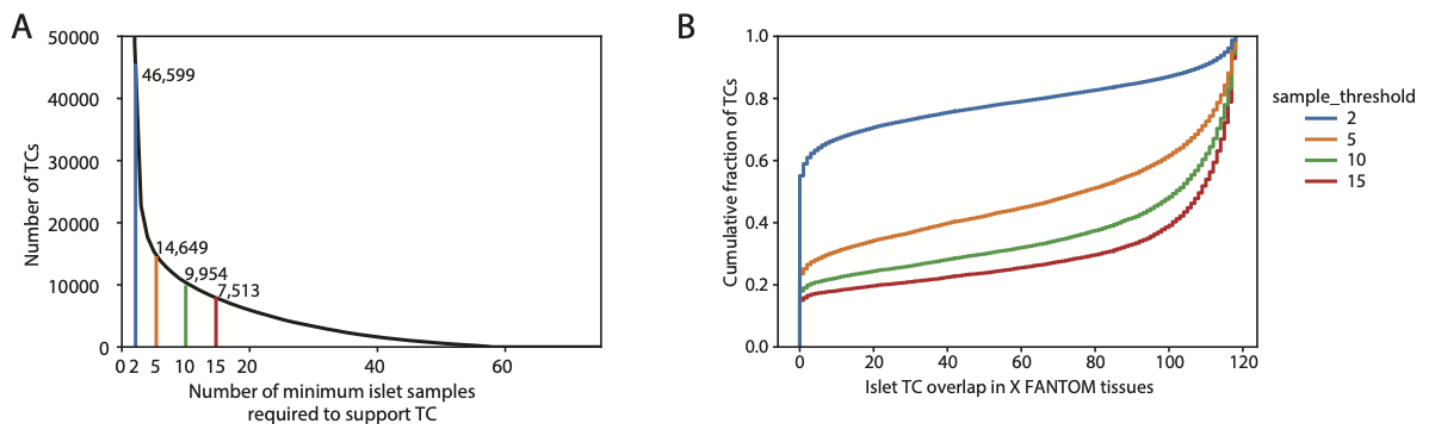 A
50000
40000
30000
20000
10000
0
Number of TCs
46,599
14,649
9,954
7,513
0 2 5 10 15 20 40 60
Number of minimum islet samples
required to support TC
B
1.0
0.8
0.6
0.4
0.2
0.0
Cumulative fraction of TCs
0 20 40 60 80 100 120
Islet TC overlap in X FANTOM tissues
sample_threshold
2
5
10
15